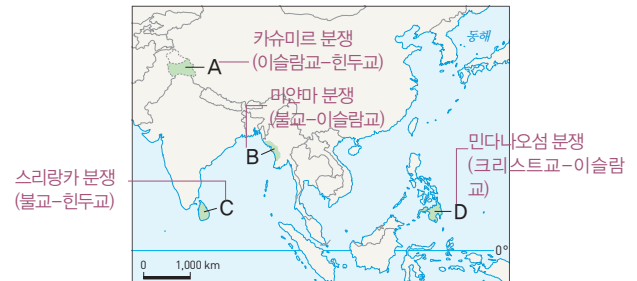 카슈미르 분쟁
(이슬람교–힌두교)
동해
A
마얀마 분쟁
(불교–이슬람교)
B
민다나오섬 분쟁
(크리스트교–이슬람
교)
스리랑카 분쟁
(불교–힌두교)
C
D
0°
0 1,000 km